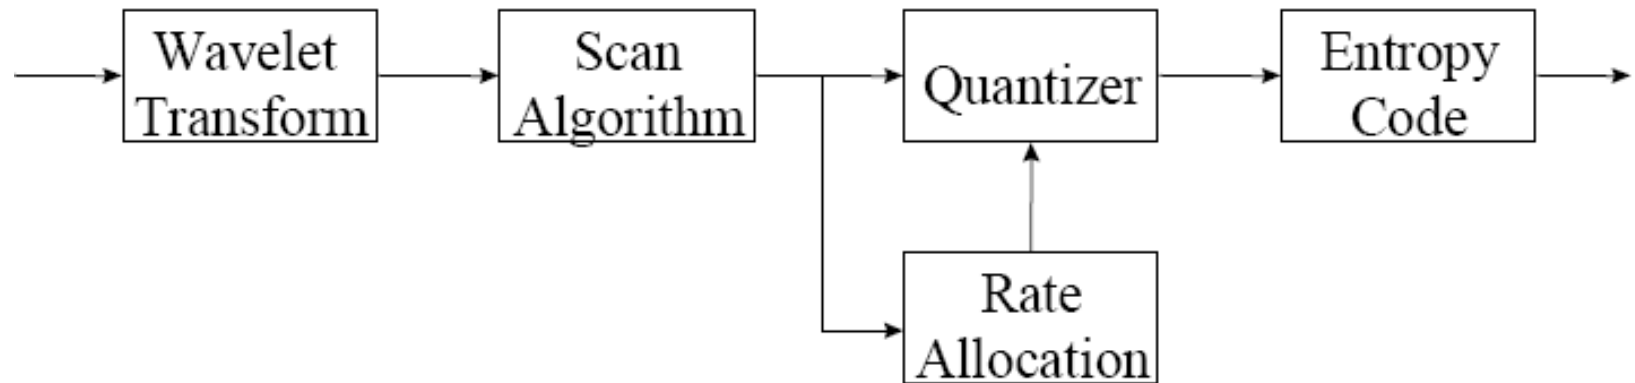 Wavelet
Transform
Scan
Algorithm
Quantizer
Entropy
Code
Rate
Allocation